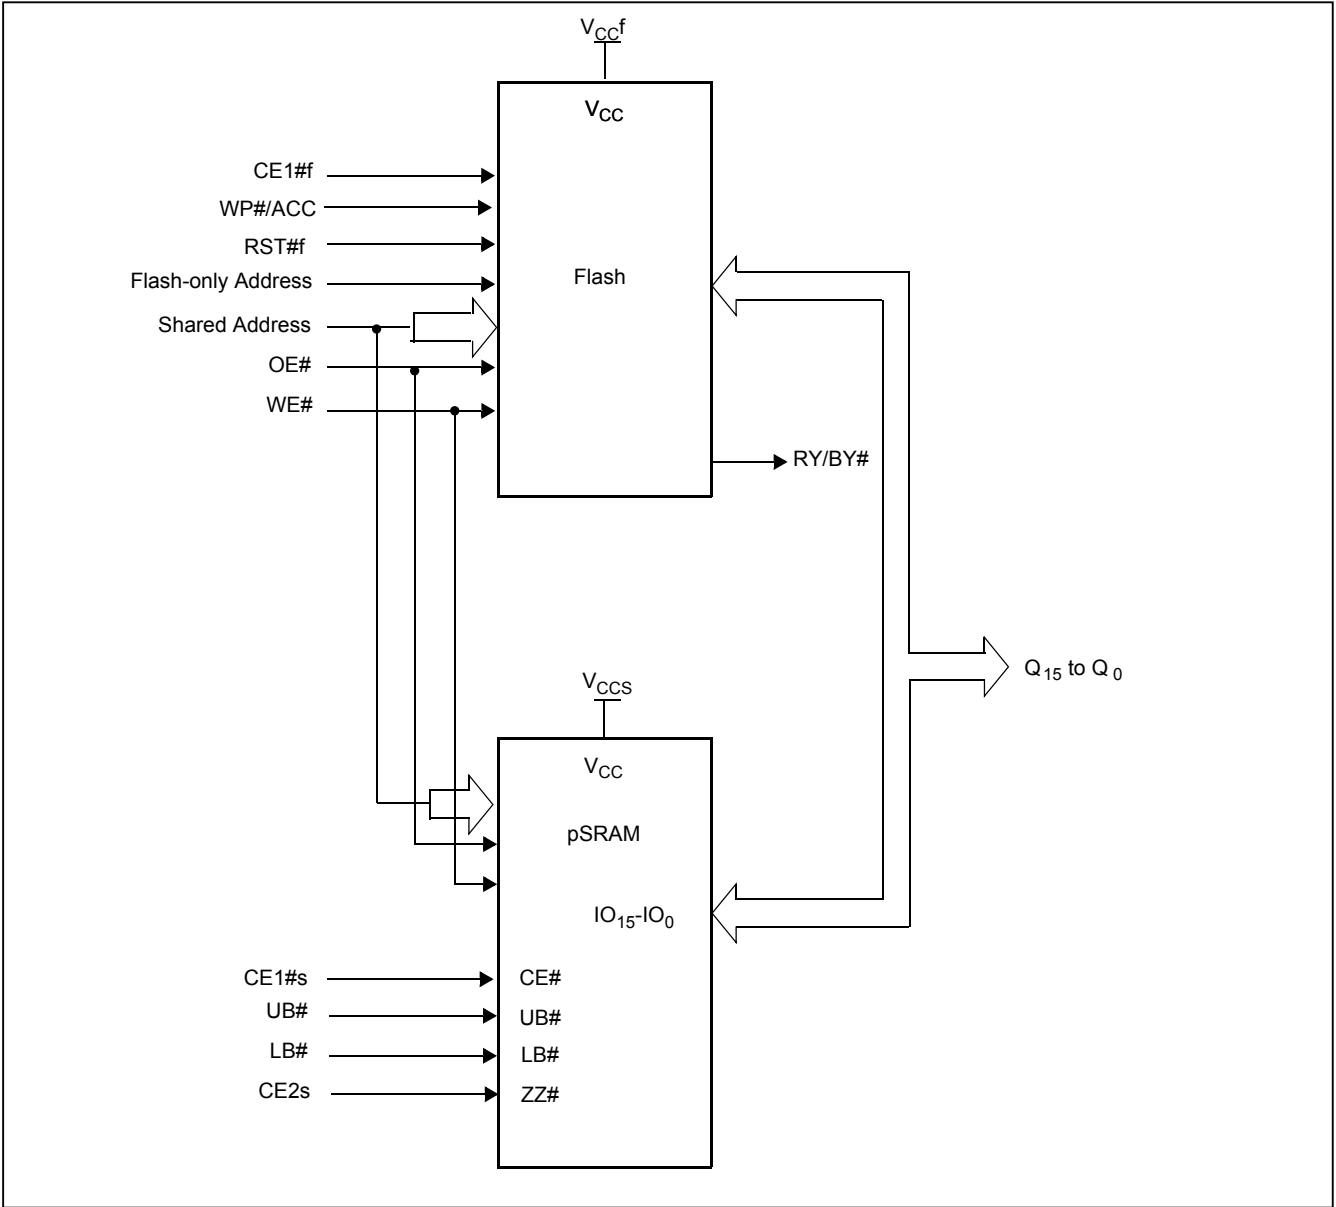 VCCf
VCC
CE1#f
WP#/ACC
RST#f
Flash-only Address
Flash
Shared Address
OE#
WE#
RY/BY#
Q15 to Q0
VCCS
VCC
pSRAM
IO15-IO0
CE1#s CE#
UB# UB#
LB# LB#
CE2s ZZ#